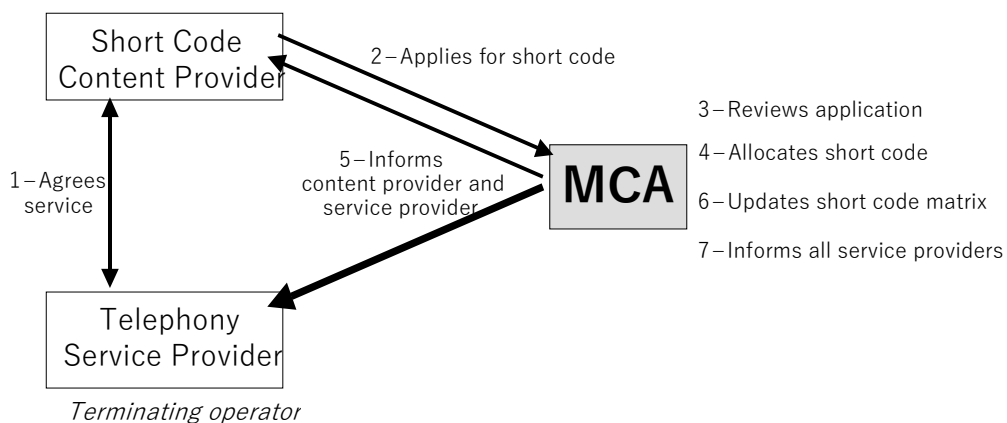 Short Code
Content Provider
2–Applies for short code
3–Reviews application
4–Allocates short code
MCA
6–Updates short code matrix
7–Informs all service providers
5–Informs
content provider and
service provider
1–Agrees
service
Telephony
Service Provider
Terminating operator